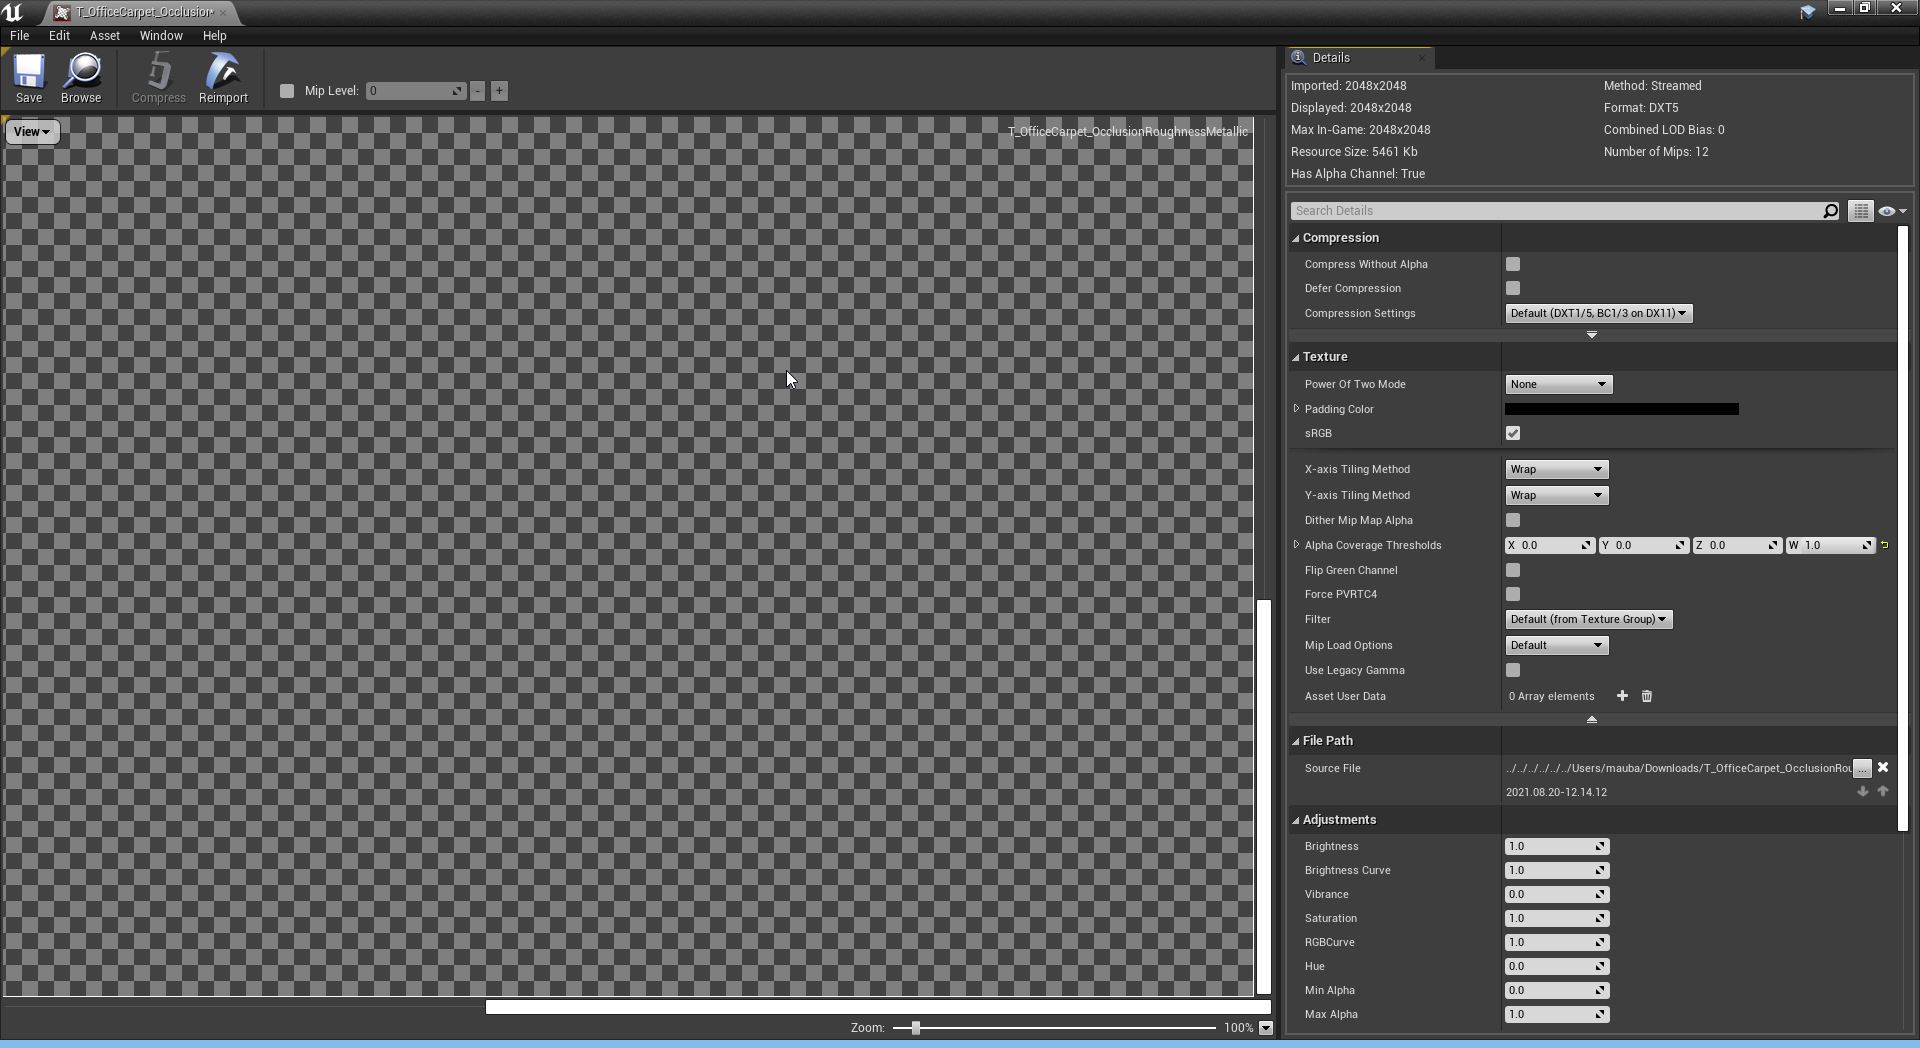 T_OfficeCarpet_Occlusion
File Edit Asset Window Help
Save Browse Compress Reimport Mip Level: 0 - +
View T_OfficeCarpet_OcclusionRoughnessMetallic
Zoom: 100%
Details
Imported: 2048x2048 Method: Streamed
Displayed: 2048x2048 Format: DXT5
Max In-Game: 2048x2048 Combined LOD Bias: 0
Resource Size: 5461 Kb Number of Mips: 12
Has Alpha Channel: True
Search Details
Compression
Compress Without Alpha
Defer Compression
Compression Settings Default (DXT1/5, BC1/3 on DX11)
Texture
Power Of Two Mode None
Padding Color
sRGB
X-axis Tiling Method Wrap
Y-axis Tiling Method Wrap
Dither Mip Map Alpha
Alpha Coverage Thresholds X 0.0 Y 0.0 Z 0.0 W 1.0
Flip Green Channel
Force PVRTC4
Filter Default (from Texture Group)
Mip Load Options Default
Use Legacy Gamma
Asset User Data 0 Array elements
File Path
Source File ../../../../../../Users/mauba/Downloads/T_OfficeCarpet_OcclusionRou ...
2021.08.20-12.14.12
Adjustments
Brightness 1.0
Brightness Curve 1.0
Vibrance 0.0
Saturation 1.0
RGBCurve 1.0
Hue 0.0
Min Alpha 0.0
Max Alpha 1.0